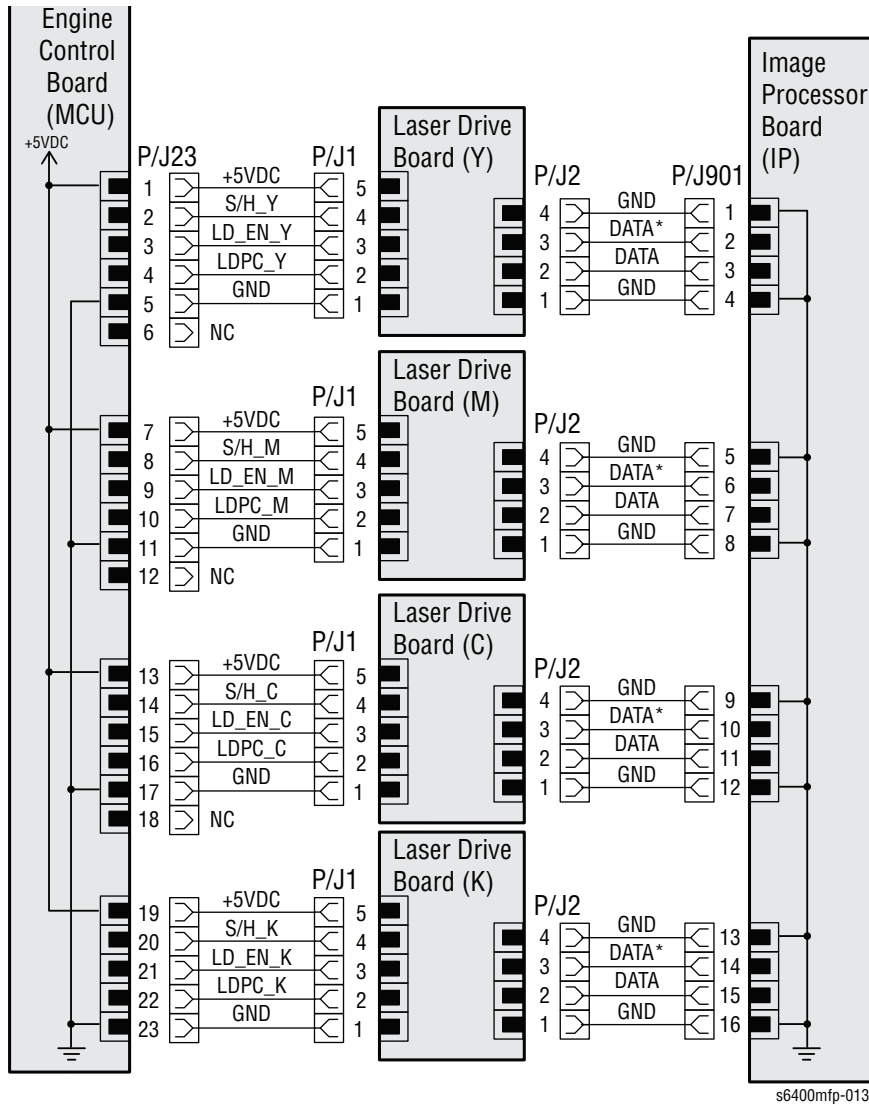 Engine
Control
Board
(MCU)
+5VDC
Image
Processor
Board
(IP)
P/J23
P/J1
Laser Drive
Board (Y)
P/J2
P/J901
1 +5VDC 5
2 S/H_Y 4
3 LD_EN_Y 3
4 LDPC_Y 2
5 GND 1
6 NC
4 GND 1
3 DATA* 2
2 DATA 3
1 GND 4
P/J1
Laser Drive
Board (M)
P/J2
7 +5VDC 5
8 S/H_M 4
9 LD_EN_M 3
10 LDPC_M 2
11 GND 1
12 NC
4 GND 5
3 DATA* 6
2 DATA 7
1 GND 8
P/J1
Laser Drive
Board (C)
P/J2
13 +5VDC 5
14 S/H_C 4
15 LD_EN_C 3
16 LDPC_C 2
17 GND 1
18 NC
4 GND 9
3 DATA* 10
2 DATA 11
1 GND 12
P/J1
Laser Drive
Board (K)
P/J2
19 +5VDC 5
20 S/H_K 4
21 LD_EN_K 3
22 LDPC_K 2
23 GND 1
4 GND 13
3 DATA* 14
2 DATA 15
1 GND 16
s6400mfp-013